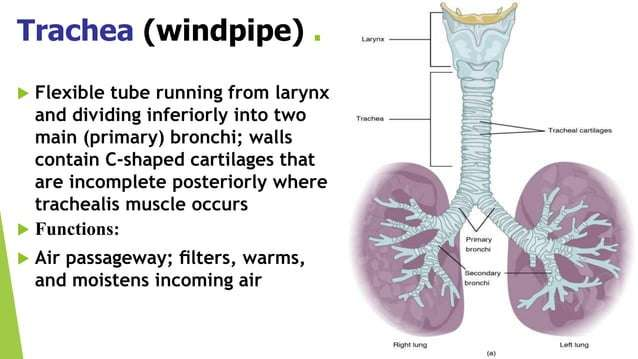 Trachea (windpipe) .
Flexible tube running from larynx
and dividing inferiorly into two
main (primary) bronchi; walls
contain C-shaped cartilages that
are incomplete posteriorly where
trachealis muscle occurs
Functions:
Air passageway; filters, warms,
and moistens incoming air
Larynx
Trachea
Tracheal cartilages
Primary
bronchi
Secondary
bronchi
Right lung
Left lung
(a)